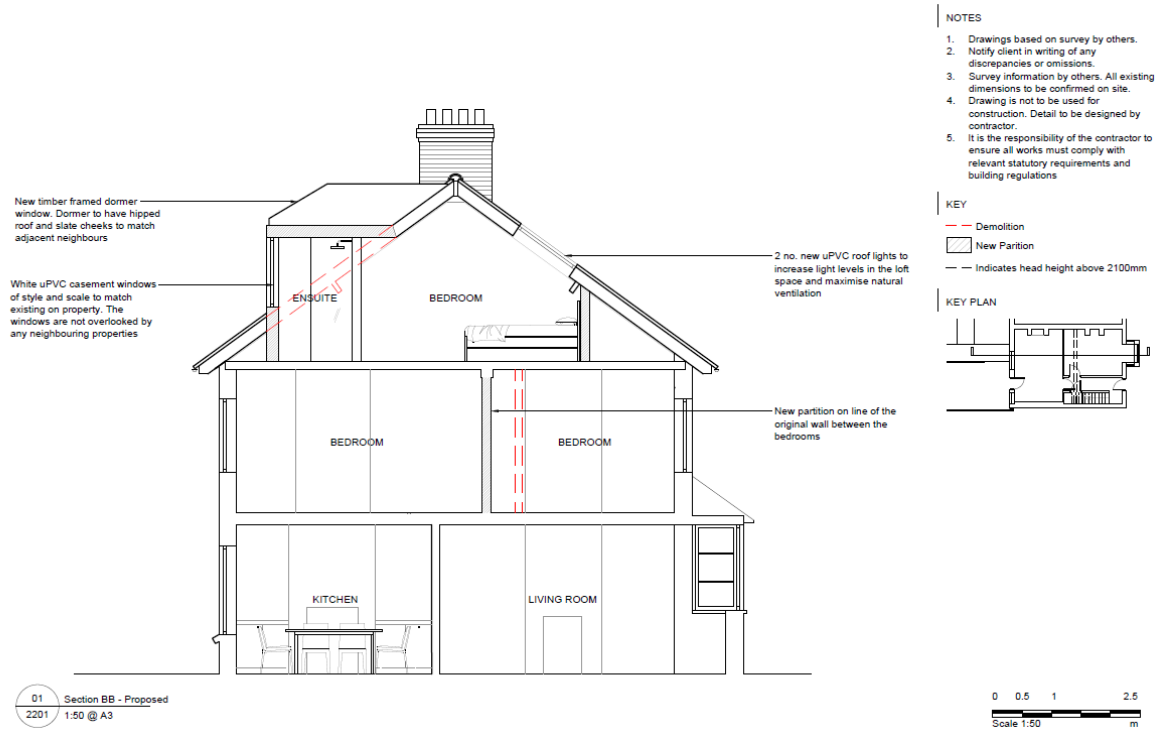 NOTES
1. Drawings based on survey by others.
2. Notify client in writing of any
discrepancies or omissions.
3. Survey information by others. All existing
dimensions to be confirmed on site.
4. Drawing is not to be used for
construction. Detail to be designed by
contractor.
5. It is the responsibility of the contractor to
ensure all works must comply with
relevant statutory requirements and
building regulations
KEY
Demolition
New Parition
Indicates head height above 2100mm
KEY PLAN
New timber framed dormer
window. Dormer to have hipped
roof and slate cheeks to match
adjacent neighbours
White uPVC casement windows
of style and scale to match
existing on property. The
windows are not overlooked by
any neighbouring properties
2 no. new uPVC roof lights to
increase light levels in the loft
space and maximise natural
ventilation
ENSUITE
BEDROOM
New partition on line of the
original wall between the
bedrooms
BEDROOM
BEDROOM
KITCHEN
LIVING ROOM
01 Section BB - Proposed
2201 1:50 @ A3
0 0.5 1 2.5
Scale 1:50 m